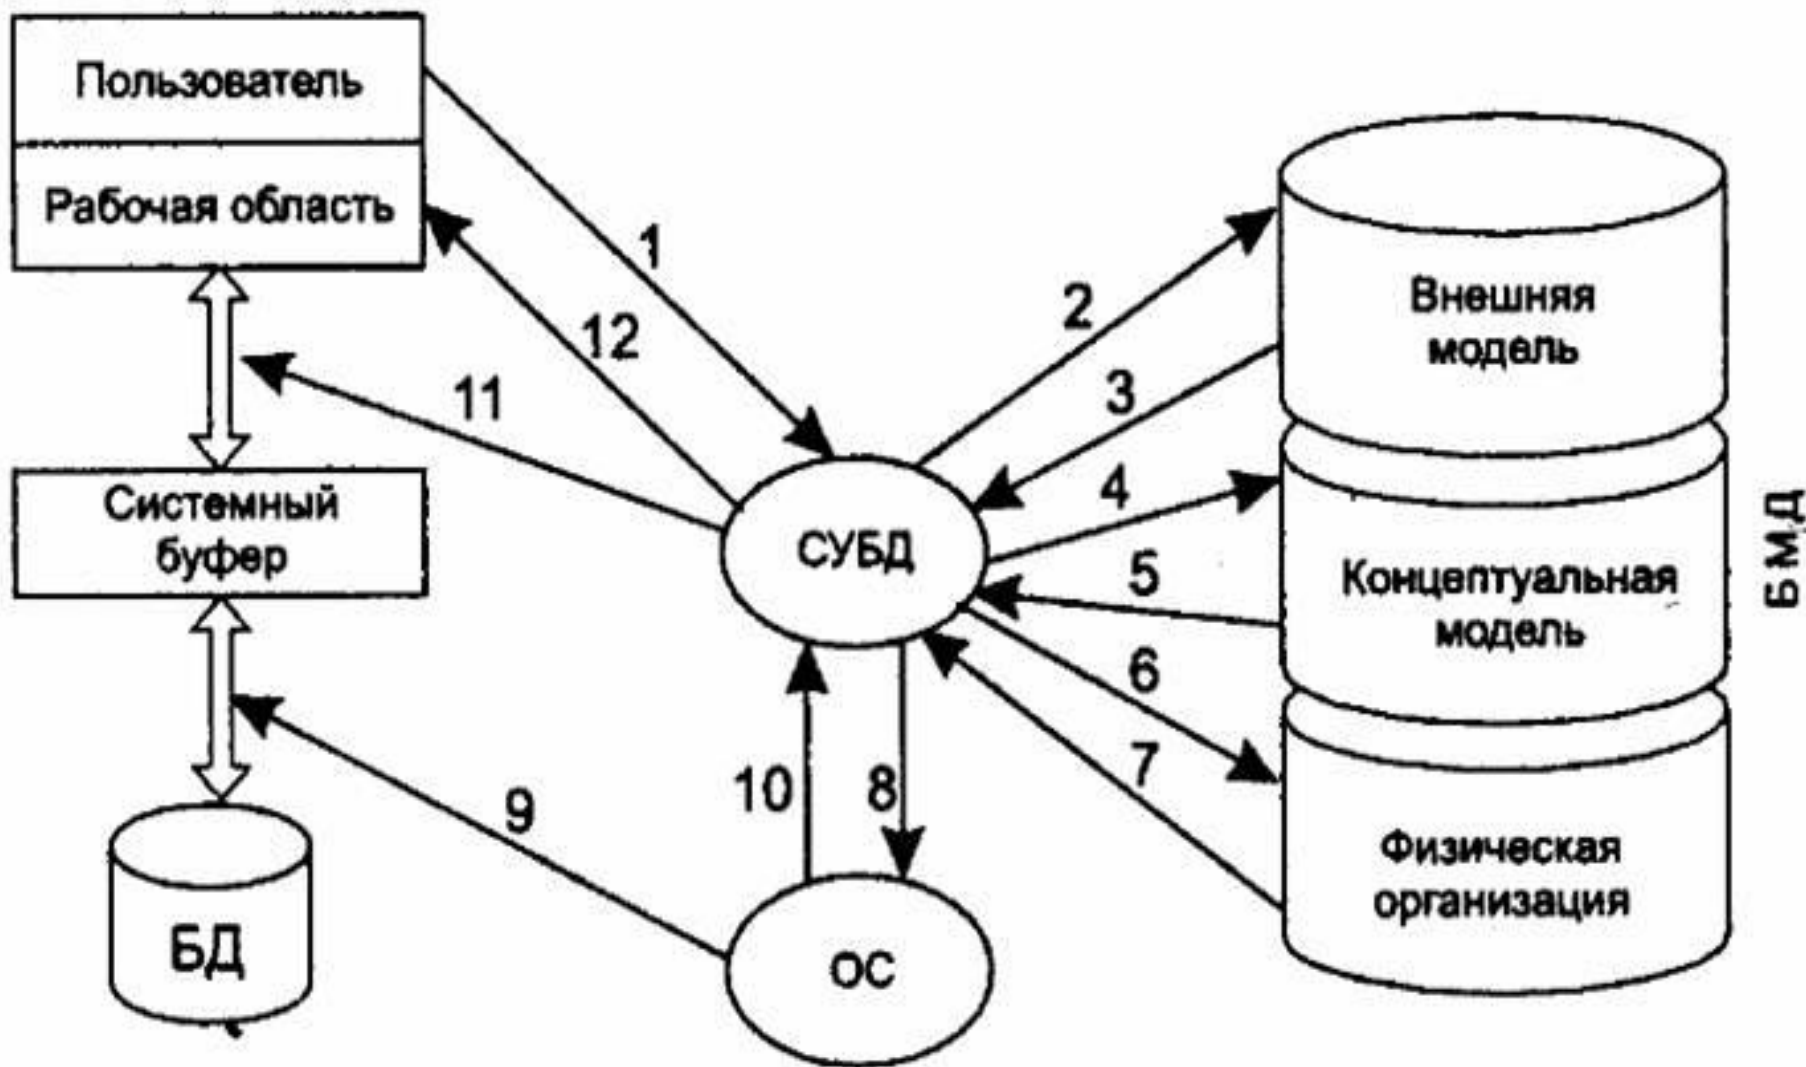 Пользователь
Рабочая область
1
12
11
2
3
4
5
6
7
Внешняя
модель
Системный
буфер
СУБД
Концептуальная
модель
БМД
10
8
9
Физическая
организация
БД
ОС